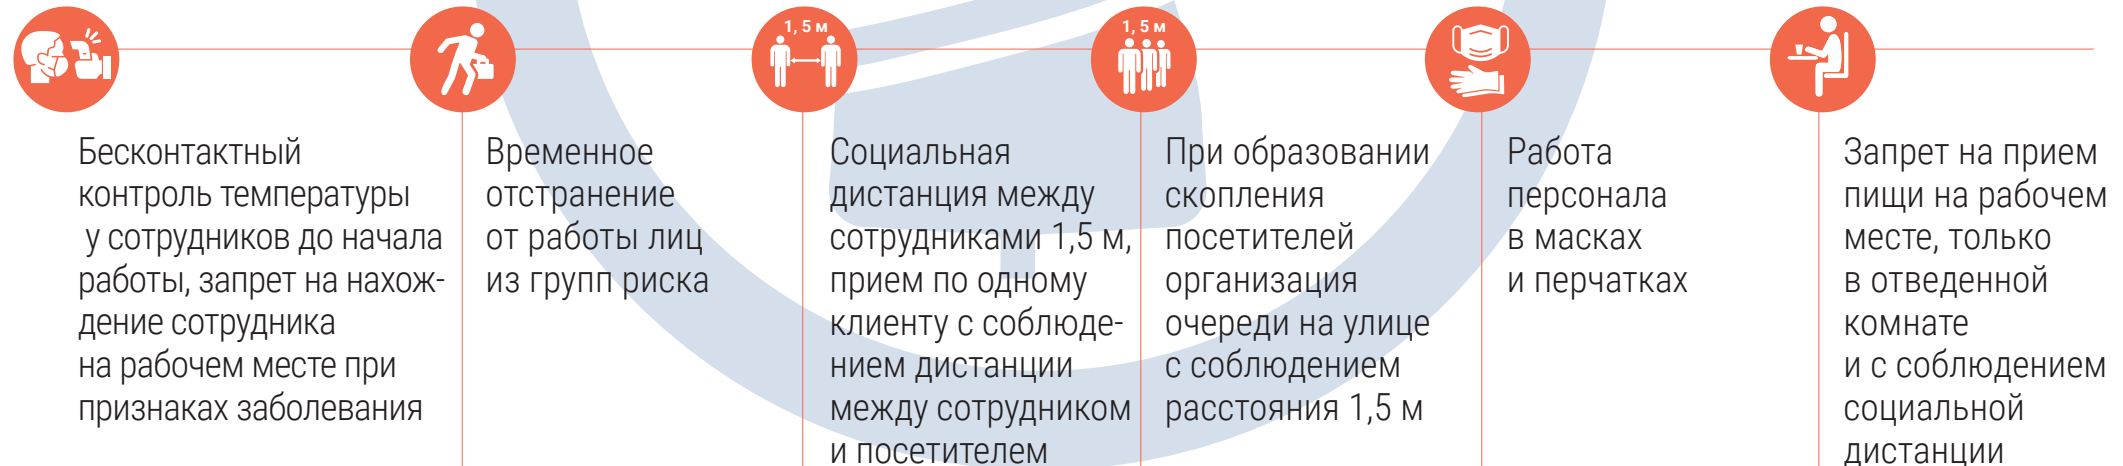 1, 5 м
1, 5 м
Бесконтактный
контроль температуры
у сотрудников до начала
работы, запрет на нахож-
дение сотрудника
на рабочем месте при
признаках заболевания
Временное
отстранение
от работы лиц
из групп риска
Социальная
дистанция между
сотрудниками 1,5 м,
прием по одному
клиенту с соблюде-
нием дистанции
между сотрудником
и посетителем
При образовании
скопления
посетителей
организация
очереди на улице
с соблюдением
расстояния 1,5 м
Работа
персонала
в масках
и перчатках
Запрет на прием
пищи на рабочем
месте, только
в отведенной
комнате
и с соблюдением
социальной
дистанции